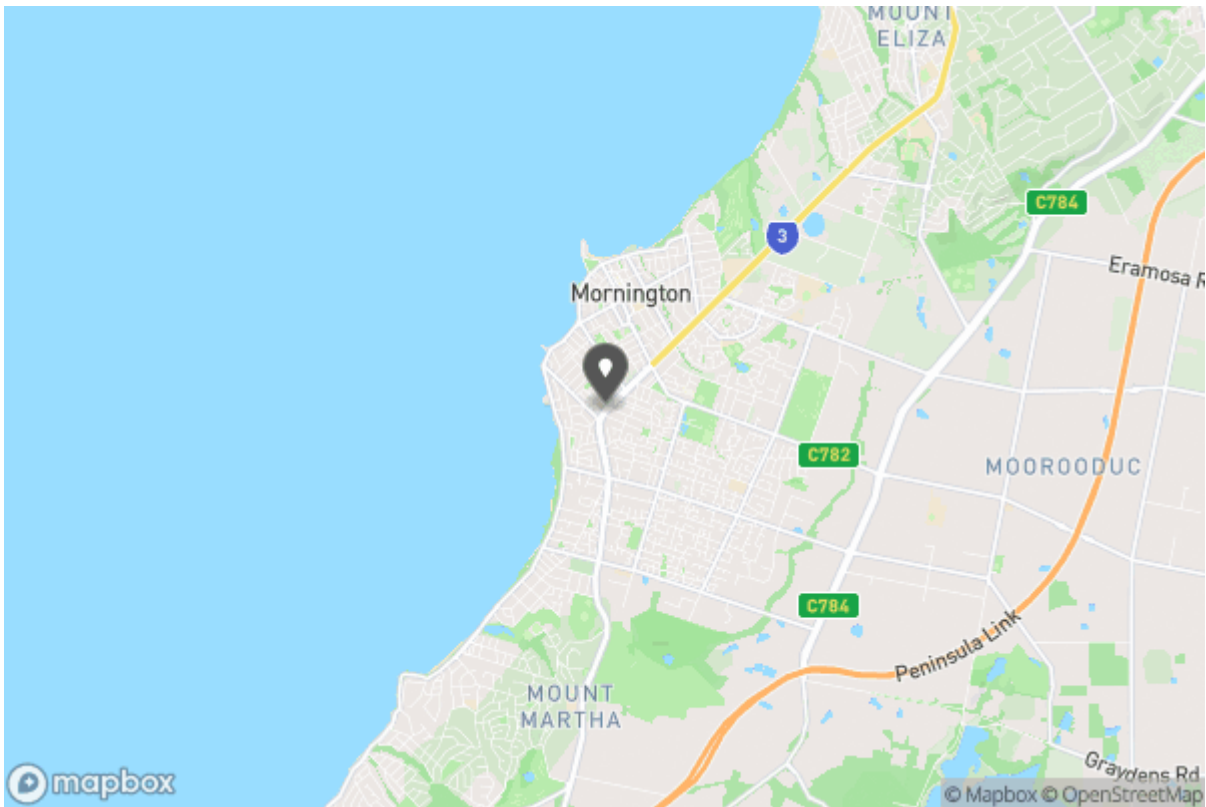 MOUNT
ELIZA
C784
3
Eramosa R
Mornington
C782
MOOROODUC
C784
Peninsula Link
MOUNT
MARTHA
Graydens Rd
mapbox
© Mapbox © OpenStreetMap